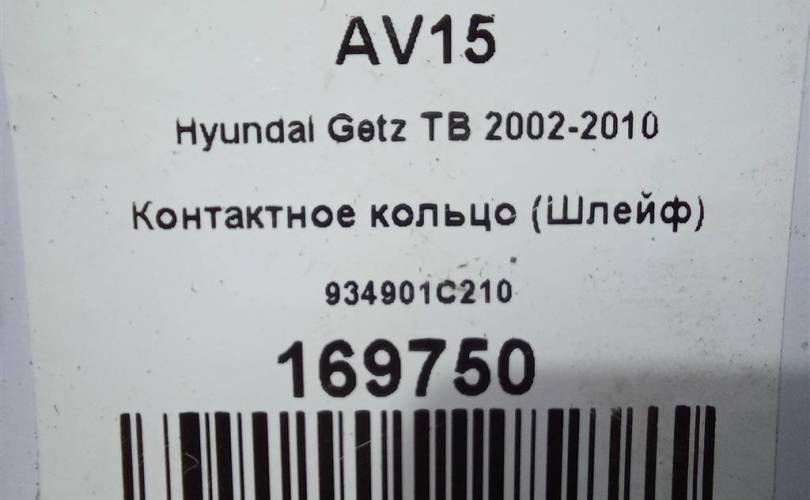 AV15
Hyundai Getz TB 2002-2010
Контактное кольцо (Шлейф)
934901C210
169750